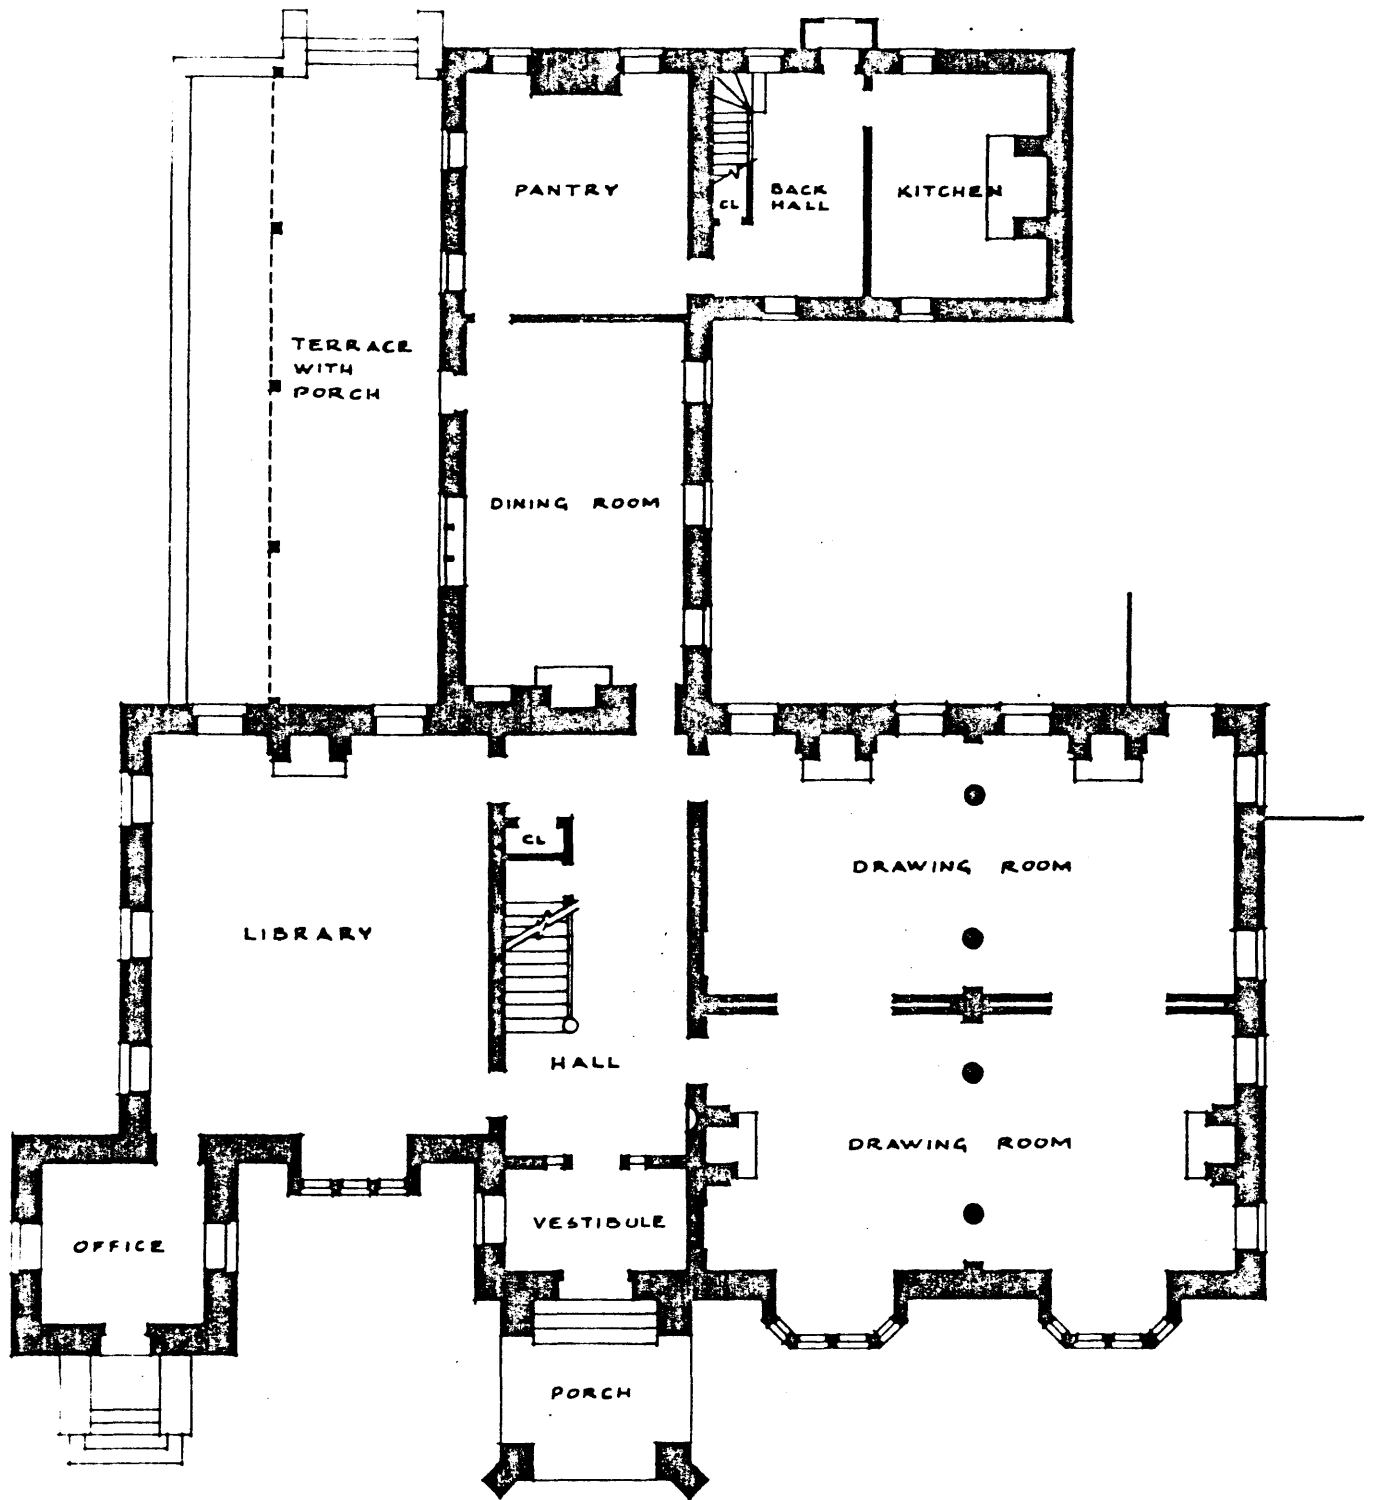 PANTRY
CL
BACK
HALL
KITCHEN
TERRACE
WITH
PORCH
DINING ROOM
CL
DRAWING ROOM
LIBRARY
HALL
DRAWING ROOM
VESTIBULE
OFFICE
PORCH